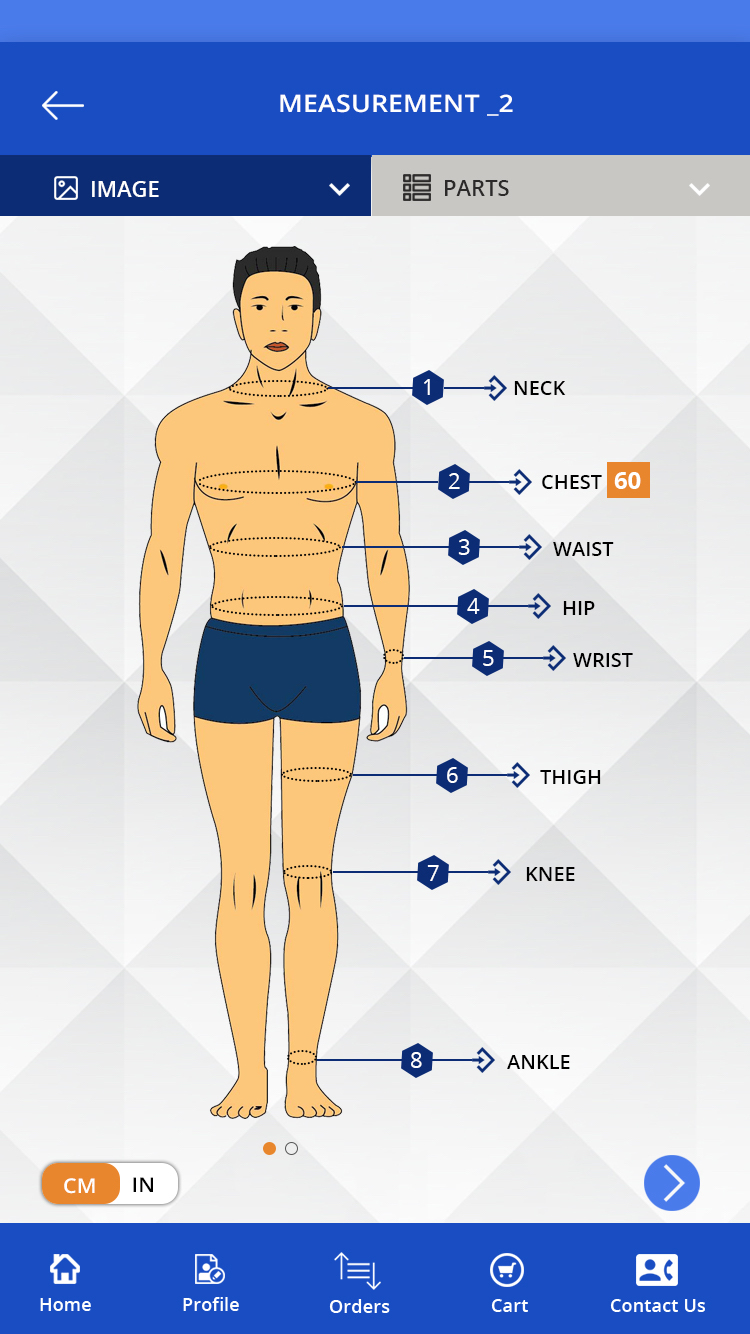 MEASUREMENT _2
IMAGE
PARTS
1 NECK
2 CHEST 60
3 WAIST
4 HIP
5 WRIST
6 THIGH
7 KNEE
8 ANKLE
CM IN
Home Profile Orders Cart Contact Us